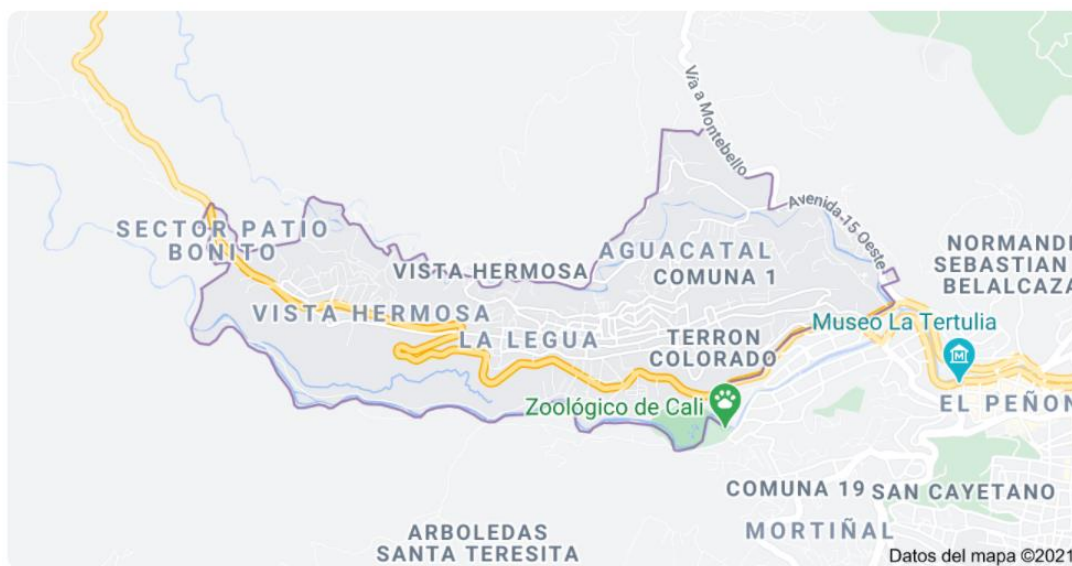 Vía a Montebello
Avenida 15 Oeste
SECTOR PATIO
BONITO
VISTA HERMOSA
AGUACATAL
COMUNA 1
NORMANDI
SEBASTIAN
BELALCAZA
VISTA HERMOSA
LA LEGUA
TERRON
COLORADO
Museo La Tertulia
Zoológico de Cali
EL PEÑON
COMUNA 19
SAN CAYETANO
ARBOLEDAS
SANTA TERESITA
MORTIÑAL
Datos del mapa ©2021